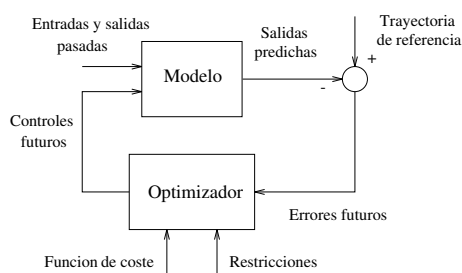 Entradas y salidas
pasadas
Salidas
predichas
Trayectoria
de referencia
+
-
Modelo
Controles
futuros
Optimizador
Errores futuros
Funcion de coste
Restricciones